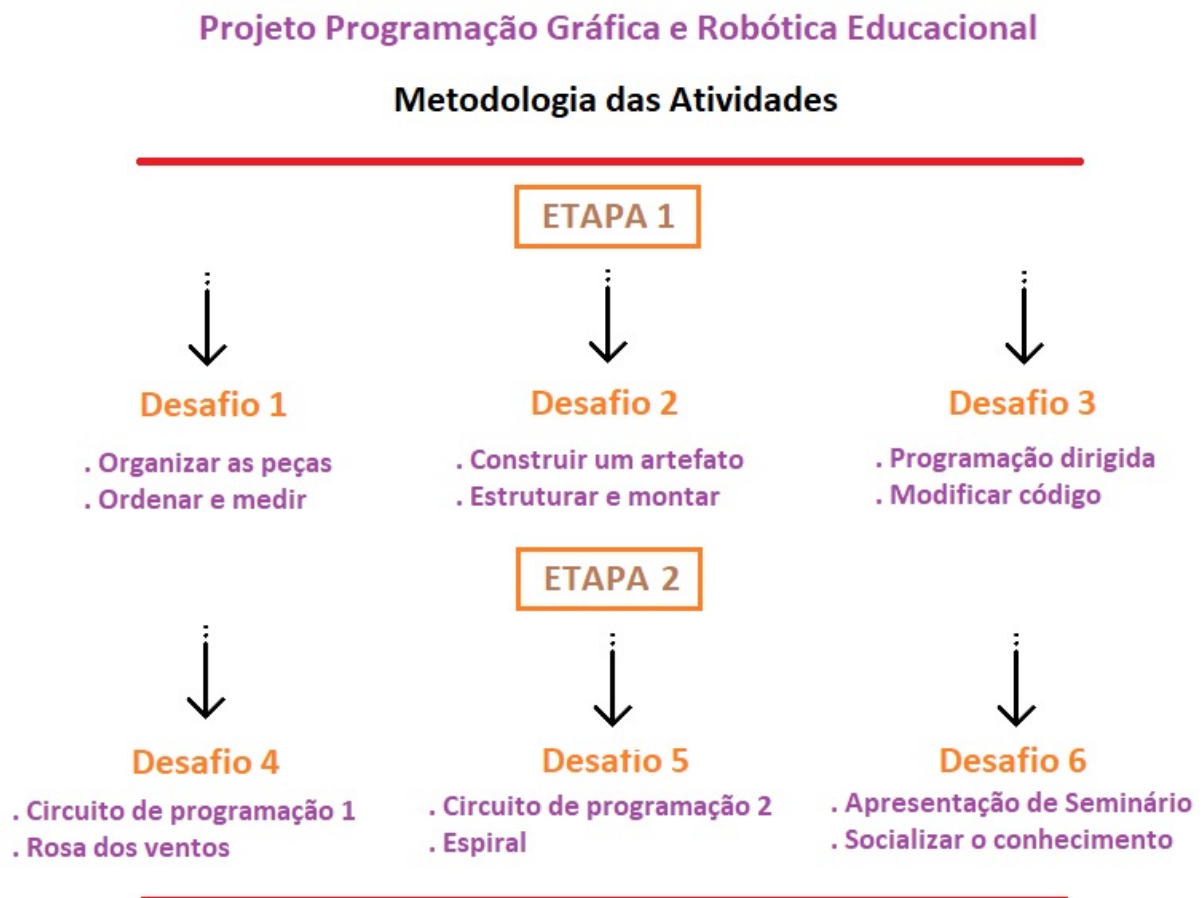 Projeto Programação Gráfica e Robótica Educacional
Metodologia das Atividades
ETAPA 1
Desafio 1
. Organizar as peças
. Ordenar e medir
Desafio 2
. Construir um artefato
. Estruturar e montar
Desafio 3
. Programação dirigida
. Modificar código
ETAPA 2
Desafio 4
. Circuito de programação 1
. Rosa dos ventos
Desafio 5
. Circuito de programação 2
. Espiral
Desafio 6
. Apresentação de Seminário
. Socializar o conhecimento